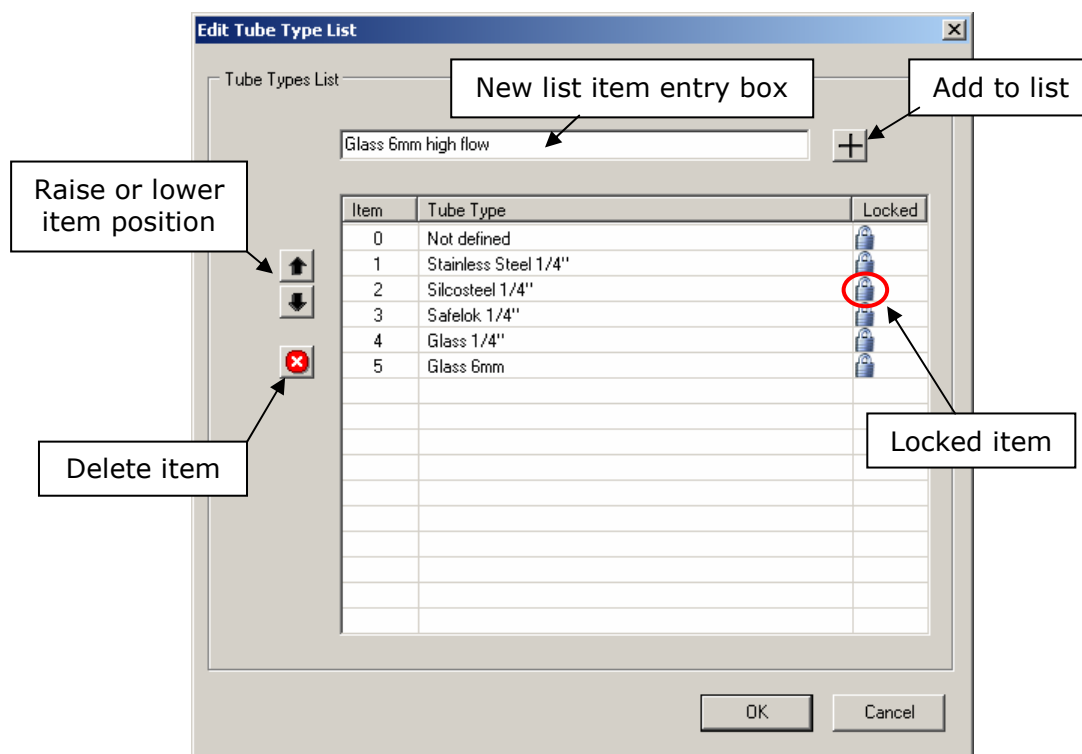 Edit Tube Type List
Tube Types List
New list item entry box
Add to list
Glass 6mm high flow
Raise or lower
item position
Item Tube Type Locked
0 Not defined
1 Stainless Steel 1/4"
2 Silcosteel 1/4"
3 Safelok 1/4"
4 Glass 1/4"
5 Glass 6mm
Locked item
Delete item
OK Cancel